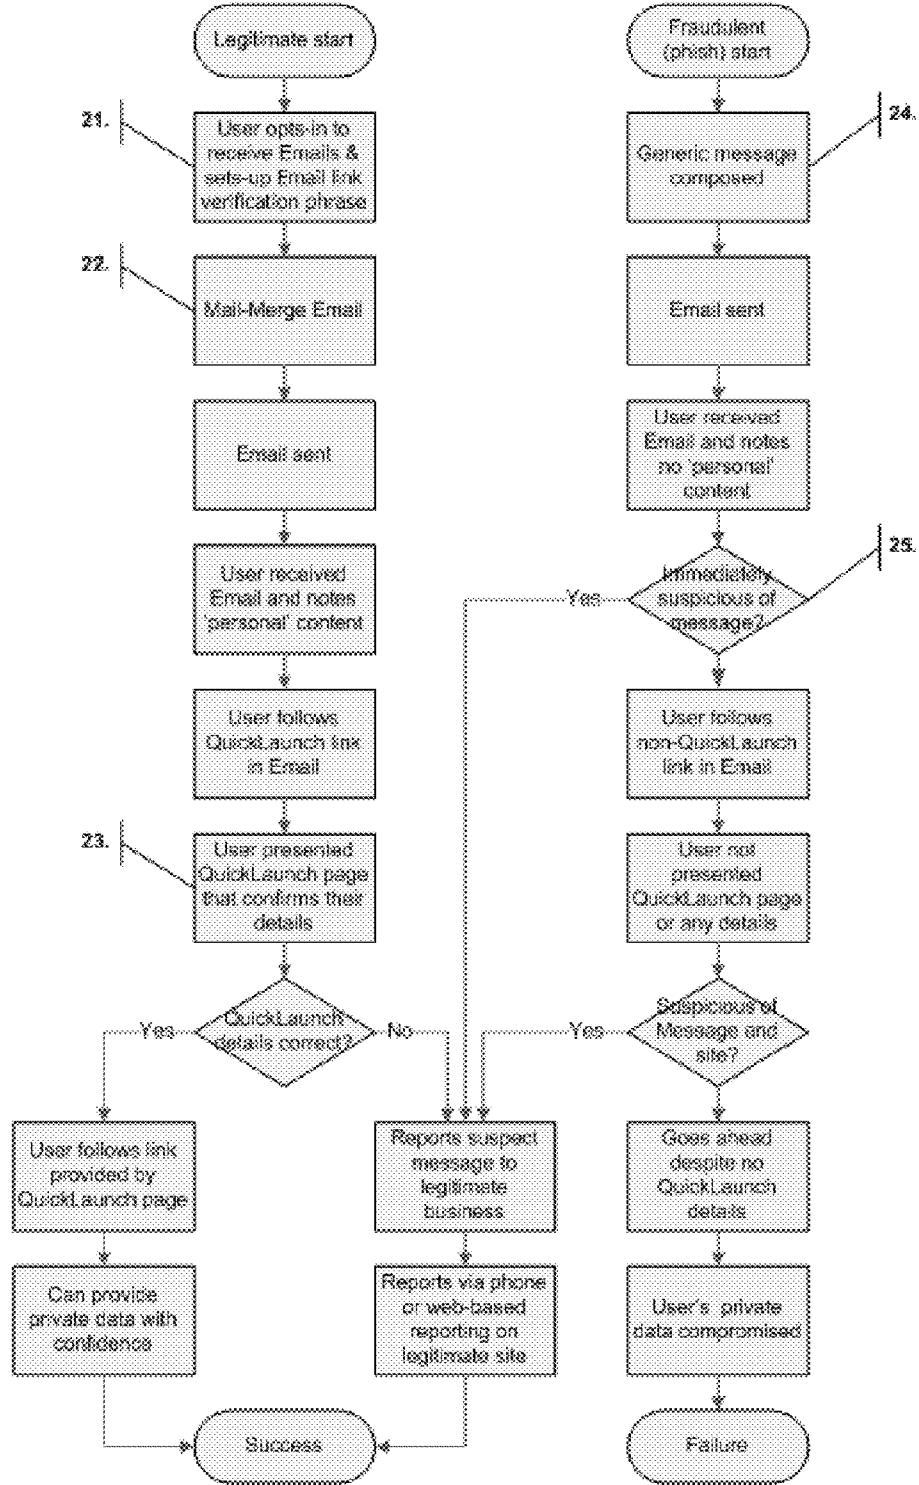 Legitimate start
21.
User opts-in to
receive Emails &
sets-up Email link
verification phrase
22.
Mail-Merge Email
Email sent
User received
Email and notes
'personal' content
User follows
QuickLaunch link
in Email
23.
User presented
QuickLaunch page
that confirms their
details
QuickLaunch
details correct?
Yes
No
User follows link
provided by
QuickLaunch page
Can provide
private data with
confidence
Success
Fraudulent
(phish) start
24.
Generic message
composed
Email sent
User received
Email and notes
no 'personal'
content
25.
Immediately
suspicious of
message?
Yes
User follows
non-QuickLaunch
link in Email
User not
presented
QuickLaunch page
or any details
Suspicious of
Message and
site?
Yes
Reports suspect
message to
legitimate
business
Reports via phone
or web-based
reporting on
legitimate site
Goes ahead
despite no
QuickLaunch
details
User's private
data compromised
Failure